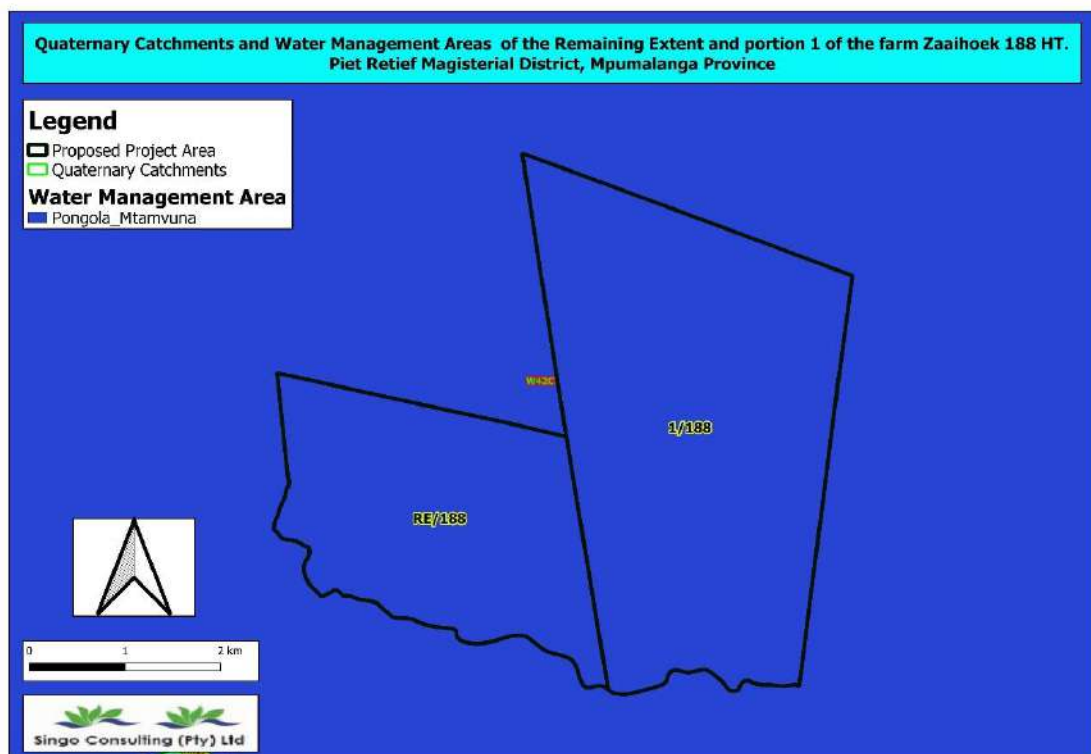 Quaternary Catchments and Water Management Areas of the Remaining Extent and portion 1 of the farm Zaaihoek 188 HT.
Piet Retief Magisterial District, Mpumalanga Province
Legend
Proposed Project Area
Quaternary Catchments
Water Management Area
Pongola_Mtamvuna
W42C
1/188
RE/188
0 1 2 km
Singo Consulting (Pty) Ltd